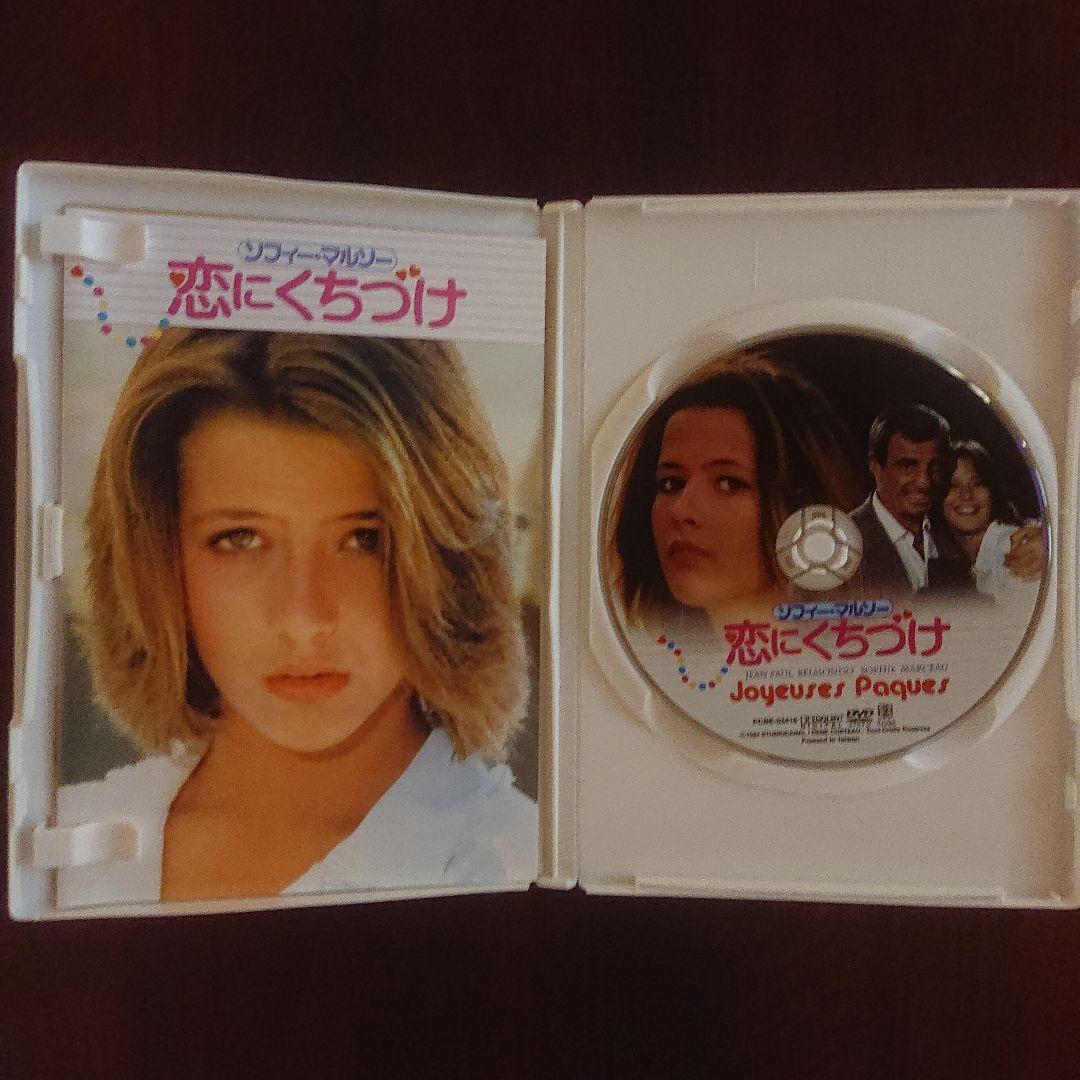 ソフィー・マルソー
恋にくちづけ
ソフィー・マルソー
恋にくちづけ
JEAN-PAUL BELMONDO SOPHIE MARCEAU
Joyeuses Paques
DVD